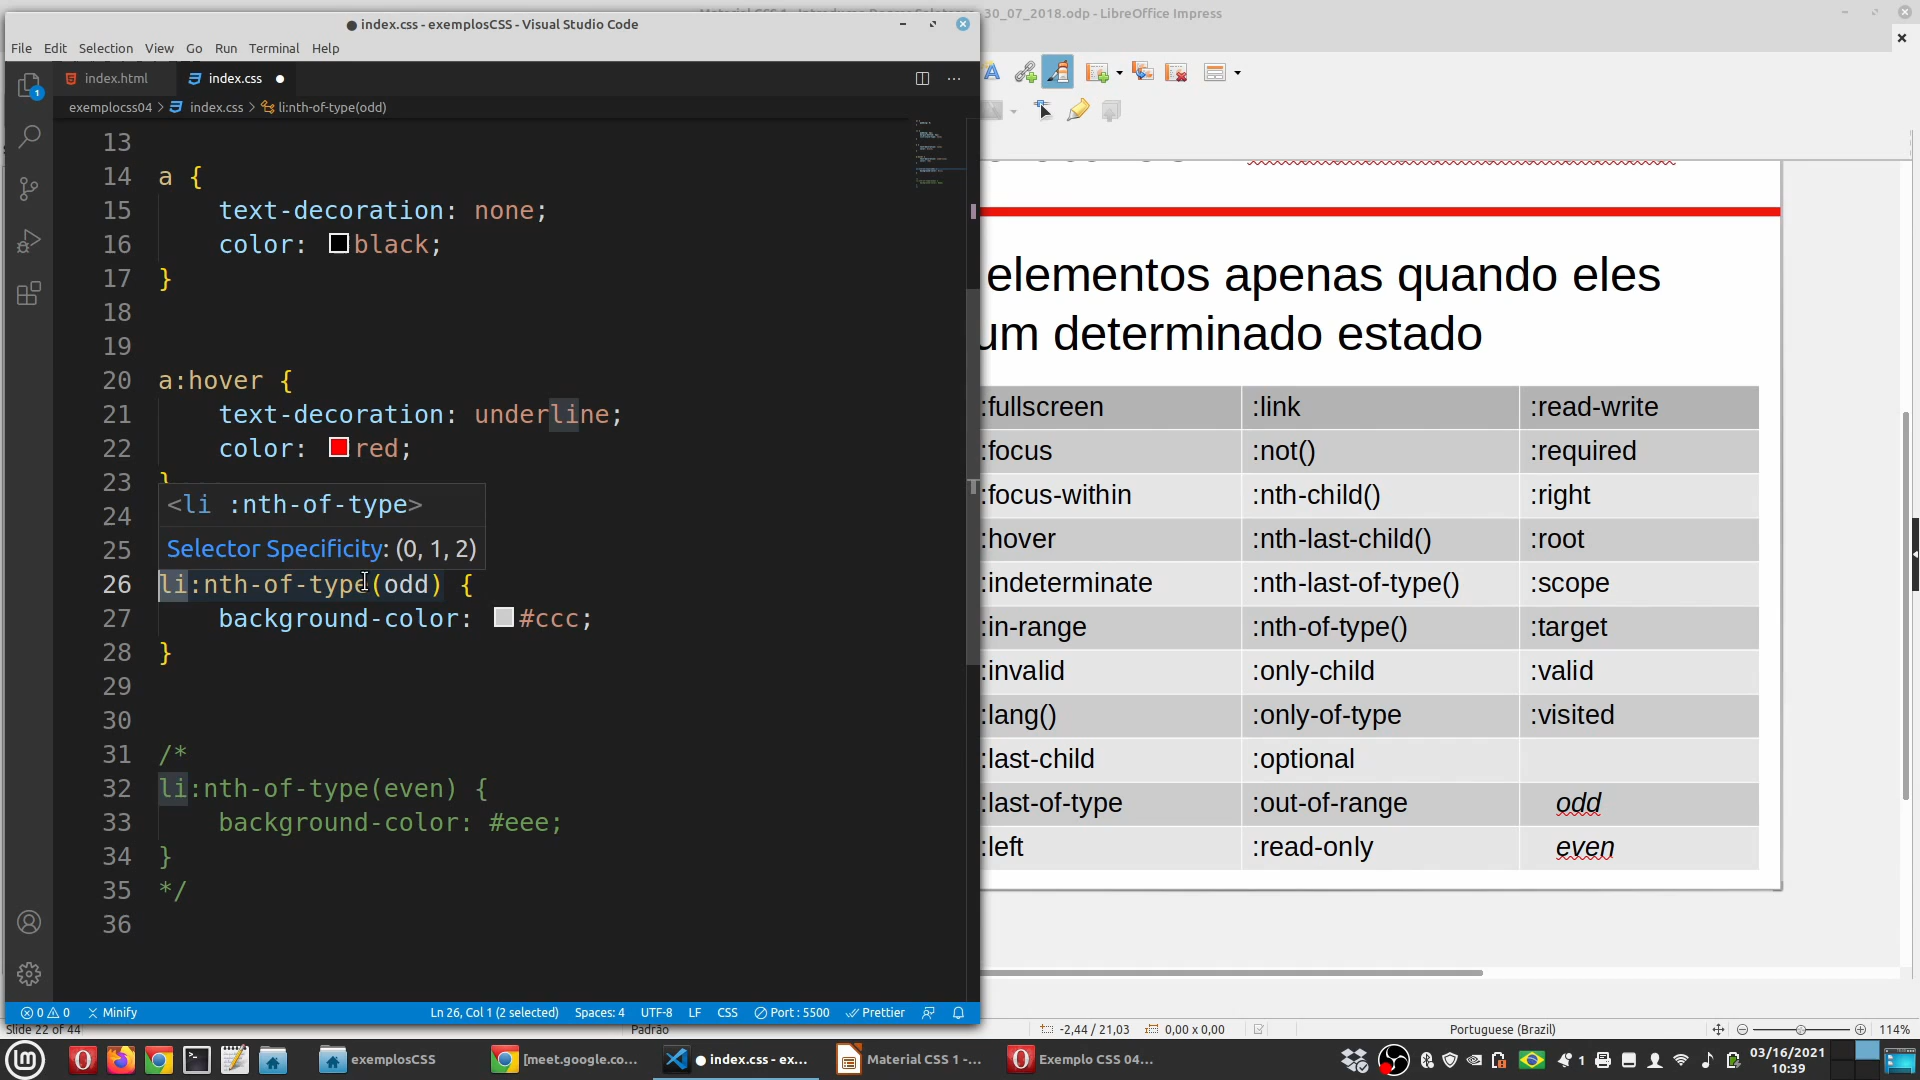 index.css - exemplosCSS - Visual Studio Code
30_07_2018.odp - LibreOffice Impress
File Edit Selection View Go Run Terminal Help
index.html
index.css
exemplocss04 > index.css > li:nth-of-type(odd)
1
13
14 a {
15 text-decoration: none;
16 color: black;
17 }
18
19
20 a:hover {
21 text-decoration: underline;
22 color: red;
23 }
<li :nth-of-type>
24
Selector Specificity: (0, 1, 2)
25
26 li:nth-of-type(odd) {
27 background-color: #ccc;
28 }
29
30
31 /*
32 li:nth-of-type(even) {
33 background-color: #eee;
34 }
35 */
36
elementos apenas quando eles
um determinado estado
:fullscreen :link :read-write
:focus :not() :required
:focus-within :nth-child() :right
:hover :nth-last-child() :root
:indeterminate :nth-last-of-type() :scope
:in-range :nth-of-type() :target
:invalid :only-child :valid
:lang() :only-of-type :visited
:last-child :optional
:last-of-type :out-of-range odd
:left :read-only even
0 0 Minify Ln 26, Col 1 (2 selected) Spaces: 4 UTF-8 LF CSS Port : 5500 Prettier
Slide 22 of 44 Padrão -2,44 / 21,03 0,00 x 0,00 Portuguese (Brazil) 114%
exemplosCSS [meet.google.co... ● index.css - ex... Material CSS 1 -... Exemplo CSS 04... 1 03/16/2021
10:39